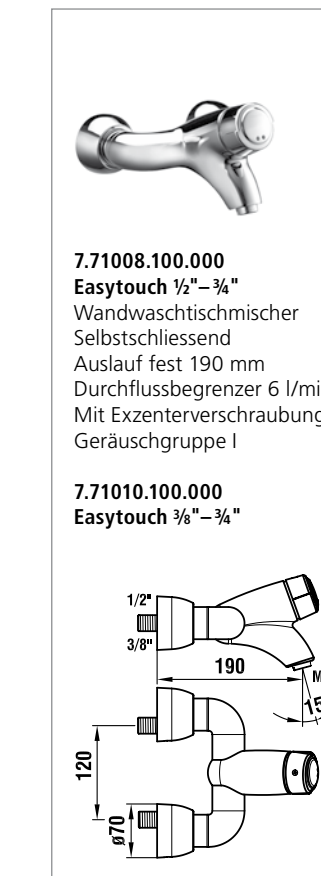 7.71008.100.000
Easytouch ½"–¾"
Wandwaschtischmischer
Selbstschliessend
Auslauf fest 190 mm
Durchflussbegrenzer 6 l/mi
Mit Exzenterverschraubung
Geräuschgruppe I
7.71010.100.000
Easytouch ⅜"–¾"
1/2"
3/8"
190
M
15
120
ø70